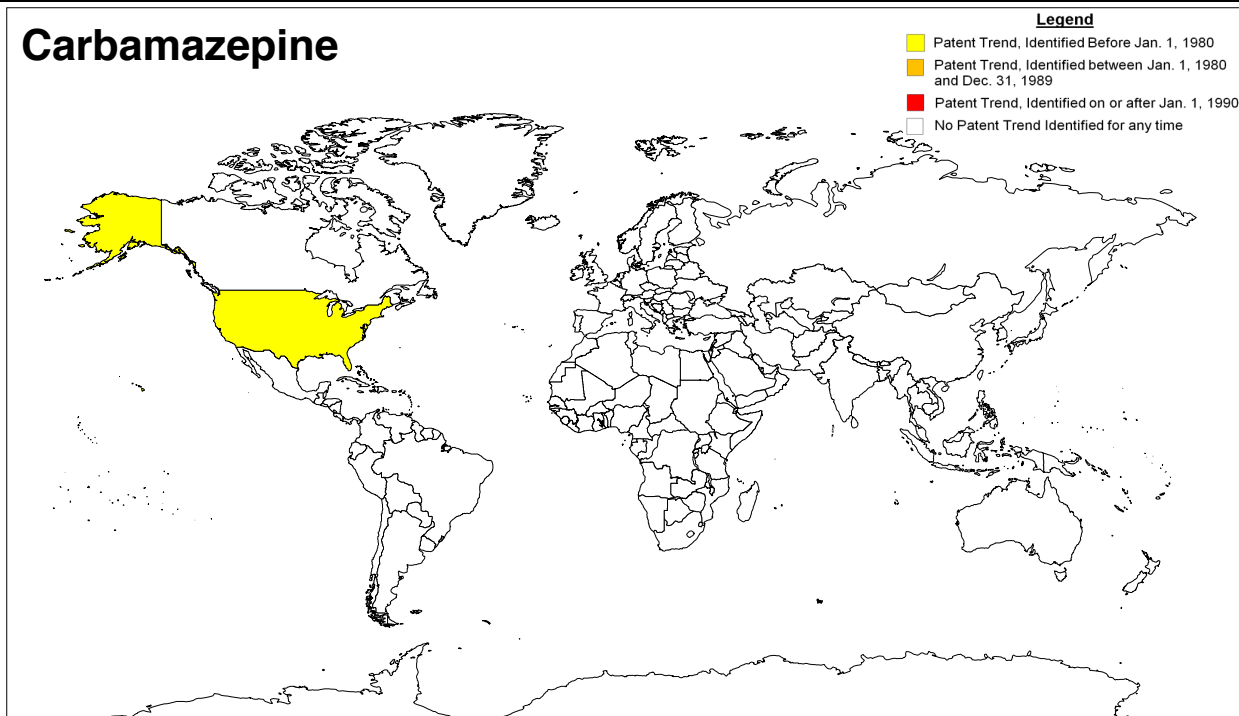 Carbamazepine
Legend
Patent Trend, Identified Before Jan. 1, 1980
Patent Trend, Identified between Jan. 1, 1980
and Dec. 31, 1989
Patent Trend, Identified on or after Jan. 1, 1990
No Patent Trend Identified for any time